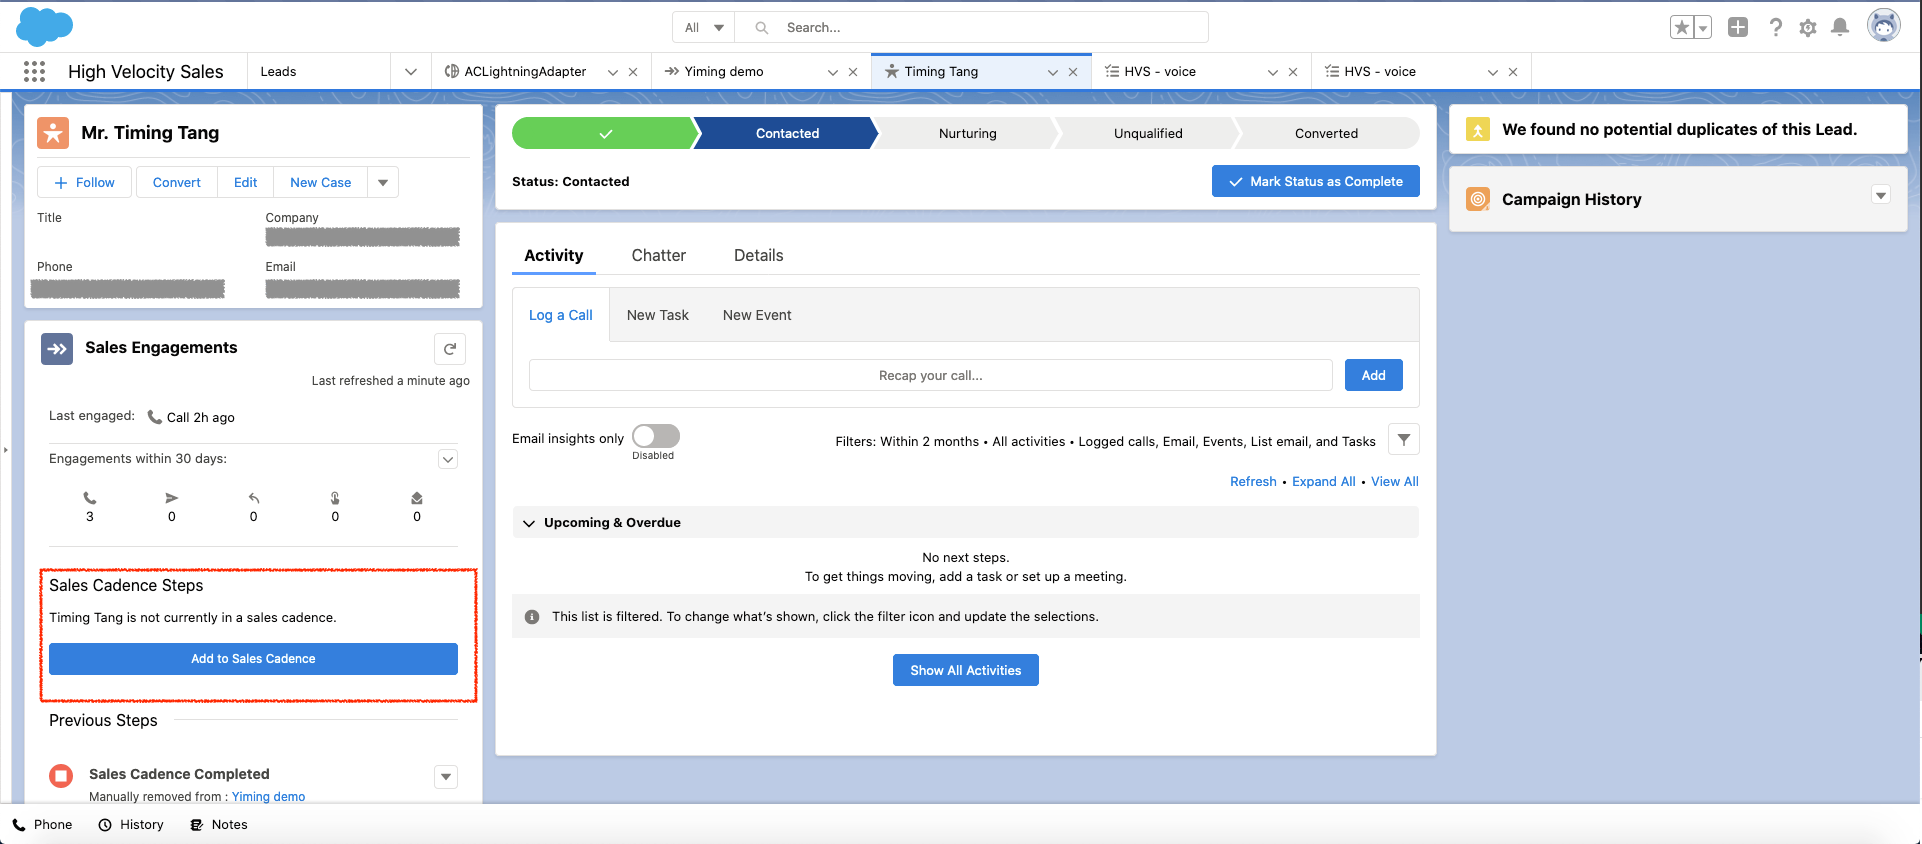 All
Search...
High Velocity Sales
Leads
ACLightningAdapter
Yiming demo
Timing Tang
HVS - voice
HVS - voice
Mr. Timing Tang
Follow
Convert
Edit
New Case
Title
Company
Phone
Email
Sales Engagements
Last refreshed a minute ago
Last engaged:
Call 2h ago
Engagements within 30 days:
3
0
0
0
0
Sales Cadence Steps
Timing Tang is not currently in a sales cadence.
Add to Sales Cadence
Previous Steps
Sales Cadence Completed
Manually removed from : Yiming demo
Contacted
Nurturing
Unqualified
Converted
Status: Contacted
Mark Status as Complete
Activity
Chatter
Details
Log a Call
New Task
New Event
Recap your call...
Add
Email insights only
Disabled
Filters: Within 2 months • All activities • Logged calls, Email, Events, List email, and Tasks
Refresh • Expand All • View All
Upcoming & Overdue
No next steps.
To get things moving, add a task or set up a meeting.
This list is filtered. To change what's shown, click the filter icon and update the selections.
Show All Activities
We found no potential duplicates of this Lead.
Campaign History
Phone
History
Notes